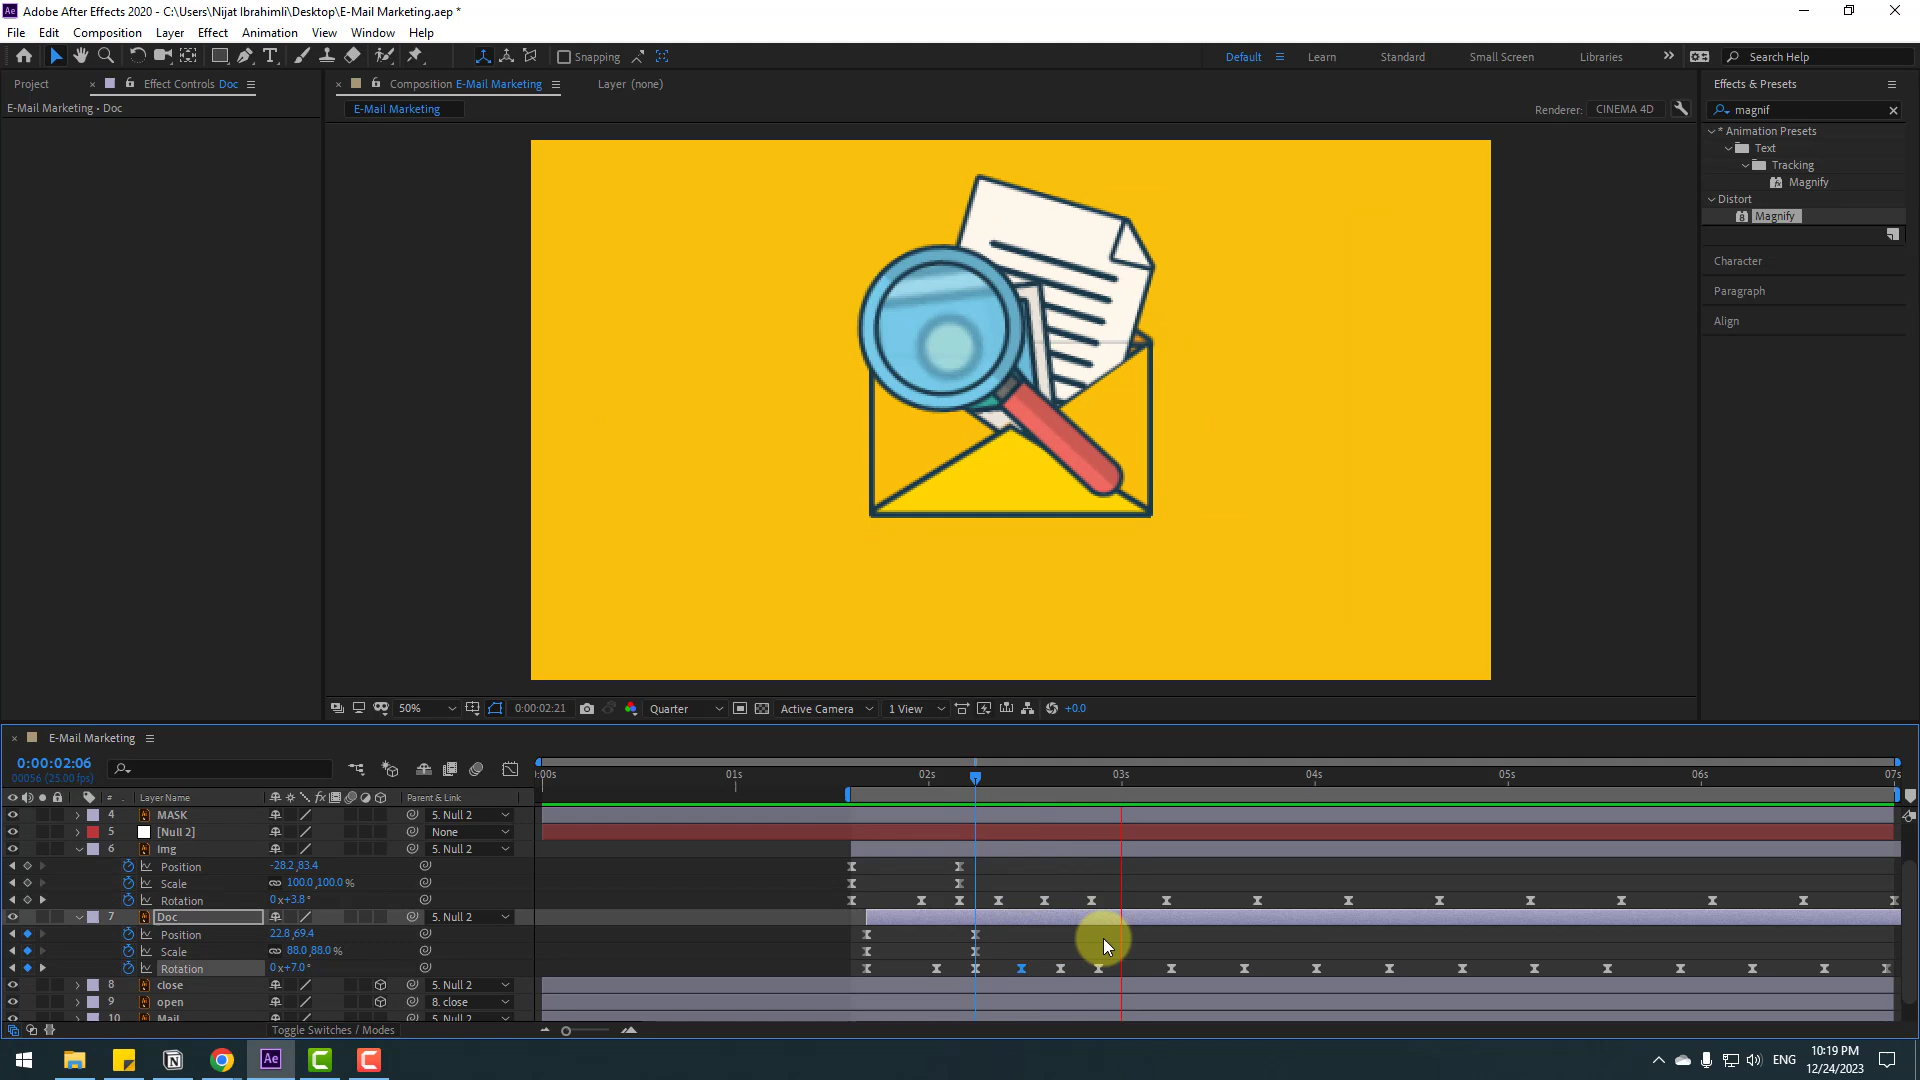 Adobe After Effects 2020 - C:\Users\Nijat Ibrahimli\Desktop\E-Mail Marketing.aep *
File Edit Composition Layer Effect Animation View Window Help
Snapping
Default Learn Standard Small Screen Libraries Search Help
Project Effect Controls Doc Composition E-Mail Marketing Layer (none) Effects & Presets
E-Mail Marketing • Doc
E-Mail Marketing
Renderer: CINEMA 4D
magnif
* Animation Presets
Text
Tracking
Magnify
Distort
Magnify
Character
Paragraph
Align
50% 0:00:02:21 Quarter Active Camera 1 View +0.0
E-Mail Marketing
0:00:02:06
00056 (25.00 fps)
:00s 01s 02s 03s 04s 05s 06s 07s
# . Layer Name fx Parent & Link
4 MASK 5. Null 2
5 [Null 2] None
6 Img 5. Null 2
Position -28.2,83.4
Scale 100.0,100.0%
Rotation 0x+3.8°
7 Doc 5. Null 2
Position 22.8,69.4
Scale 88.0,88.0%
Rotation 0x+7.0°
8 close 5. Null 2
9 open 8. close
10 Mail 5. Null 2
Toggle Switches / Modes
Ae
ENG
10:19 PM
12/24/2023